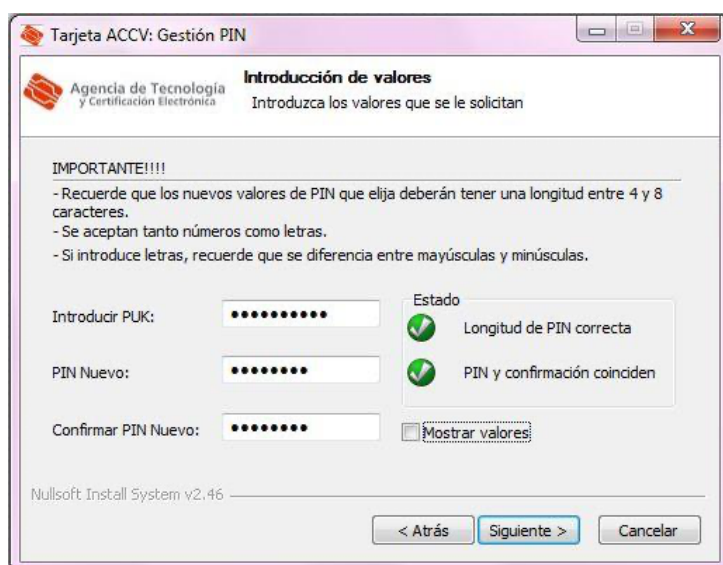 Tarjeta ACCV: Gestión PIN
Agencia de Tecnología
y Certificación Electrónica
Introducción de valores
Introduzca los valores que se le solicitan
IMPORTANTE!!!!
- Recuerde que los nuevos valores de PIN que elija deberán tener una longitud entre 4 y 8
caracteres.
- Se aceptan tanto números como letras.
- Si introduce letras, recuerde que se diferencia entre mayúsculas y minúsculas.
Introducir PUK:
PIN Nuevo:
Confirmar PIN Nuevo:
Estado
Longitud de PIN correcta
PIN y confirmación coinciden
Mostrar valores
Nullsoft Install System v2.46
< Atrás
Siguiente >
Cancelar